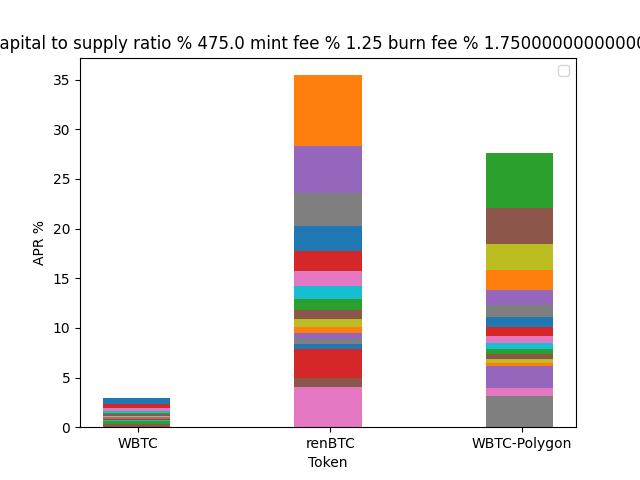 apital to supply ratio % 475.0 mint fee % 1.25 burn fee % 1.7500000000000
APR %
35
30
25
20
15
10
5
0
WBTC
renBTC
WBTC-Polygon
Token